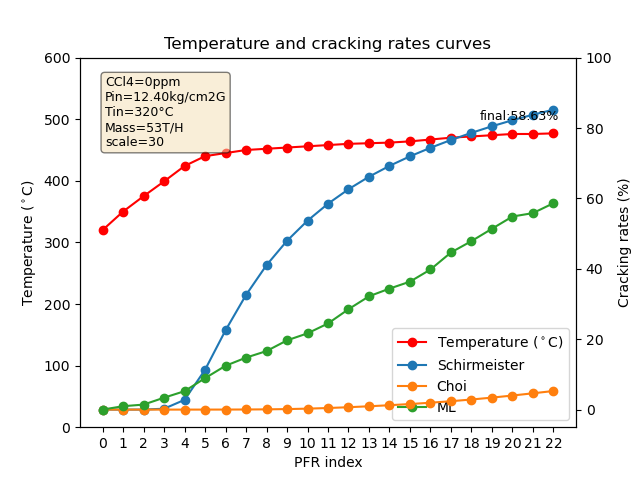 Temperature and cracking rates curves
CCl4=0ppm
Pin=12.40kg/cm2G
Tin=320°C
Mass=53T/H
scale=30
final:58.63%
Temperature (°C)
600
500
400
300
200
100
0
Cracking rates (%)
100
80
60
40
20
0
Temperature (°C)
Schirmeister
Choi
ML
0 1 2 3 4 5 6 7 8 9 10 11 12 13 14 15 16 17 18 19 20 21 22
PFR index